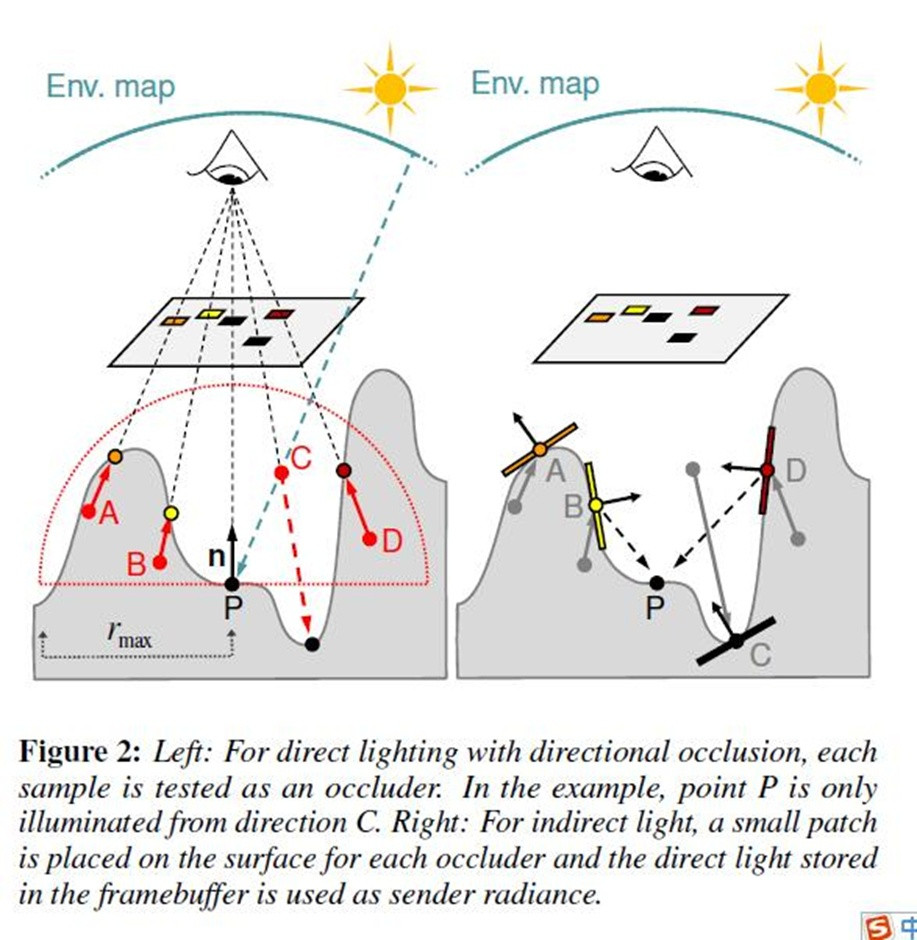 Env. map
Env. map
C
A
D
B
n
P
rmax
A
D
B
P
C
Figure 2: Left: For direct lighting with directional occlusion, each
sample is tested as an occluder. In the example, point P is only
illuminated from direction C. Right: For indirect light, a small patch
is placed on the surface for each occluder and the direct light stored
in the framebuffer is used as sender radiance.
S 中